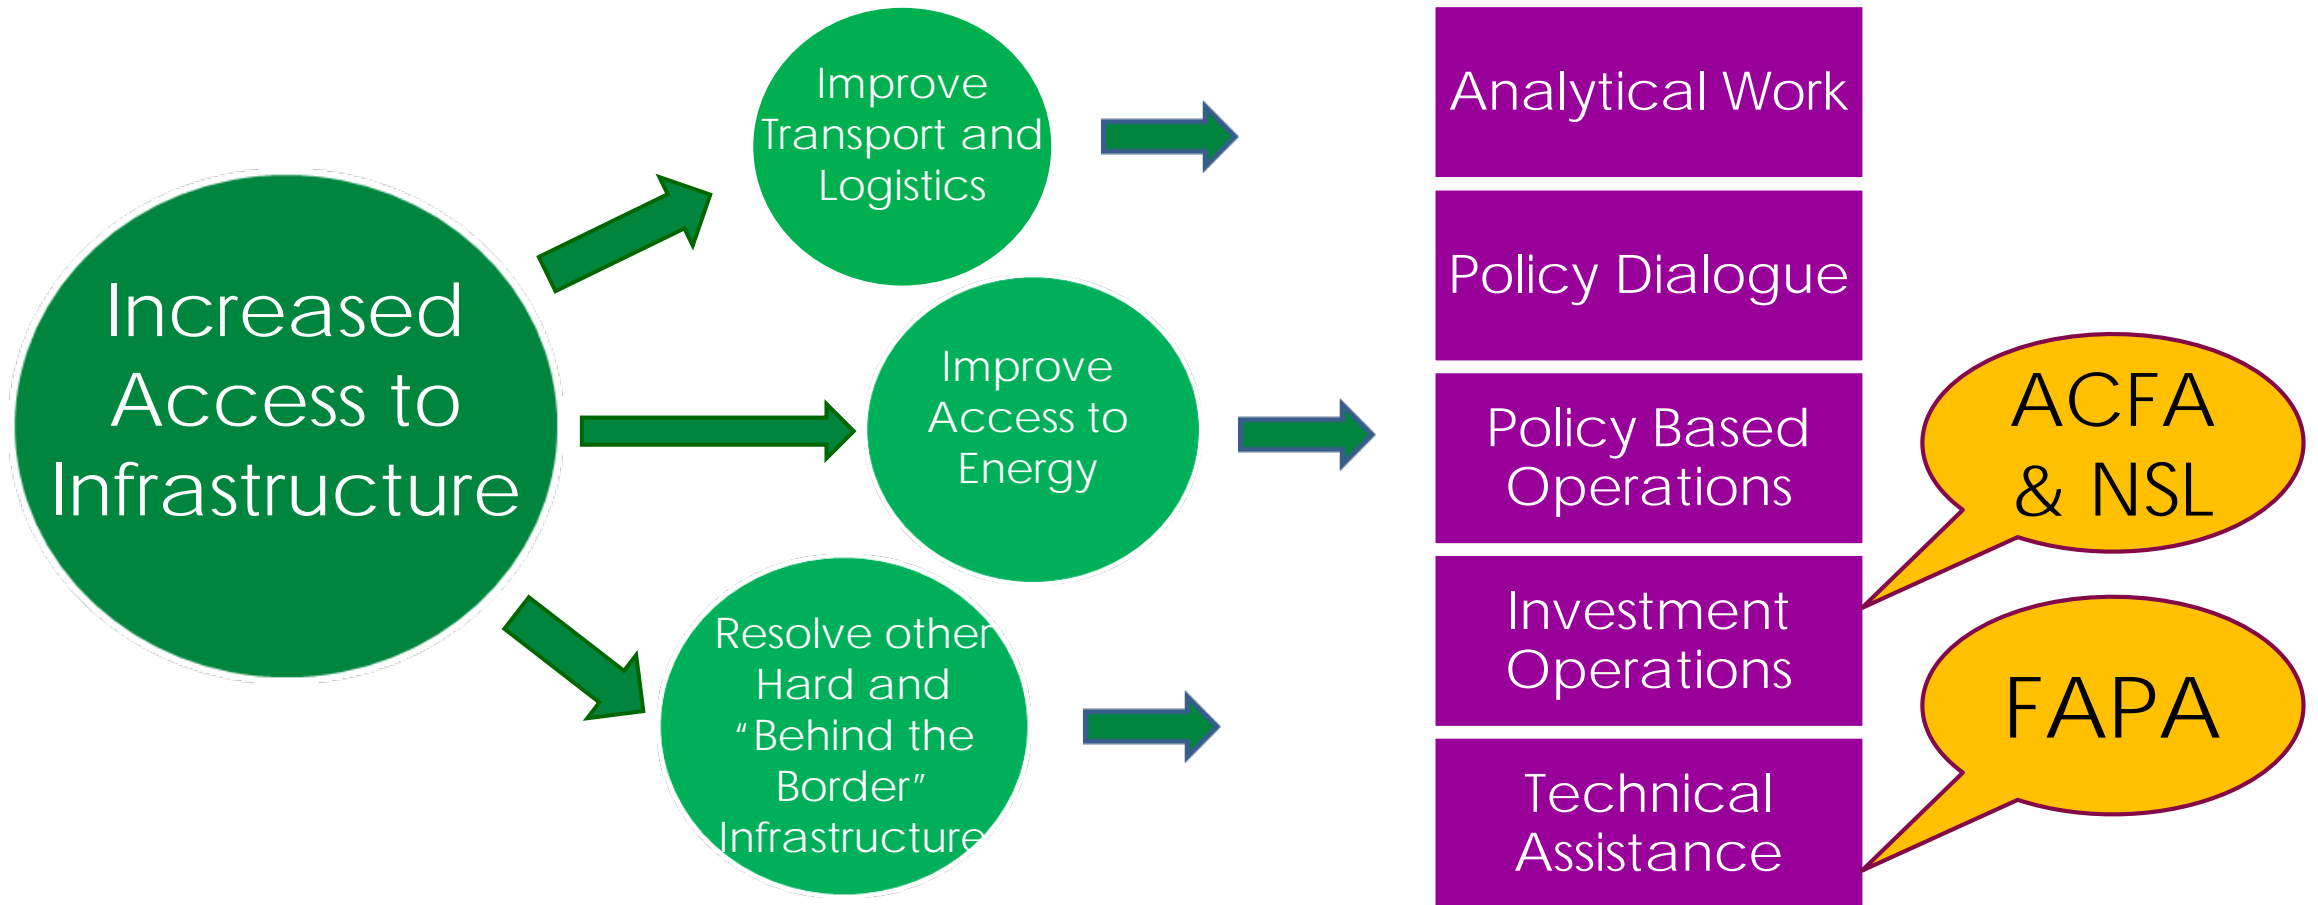 Increased
Access to
Infrastructure
Improve
Transport and
Logistics
Improve
Access to
Energy
Resolve other
Hard and
“Behind the
Border”
Infrastructure
Analytical Work
Policy Dialogue
Policy Based
Operations
Investment
Operations
Technical
Assistance
ACFA
& NSL
FAPA